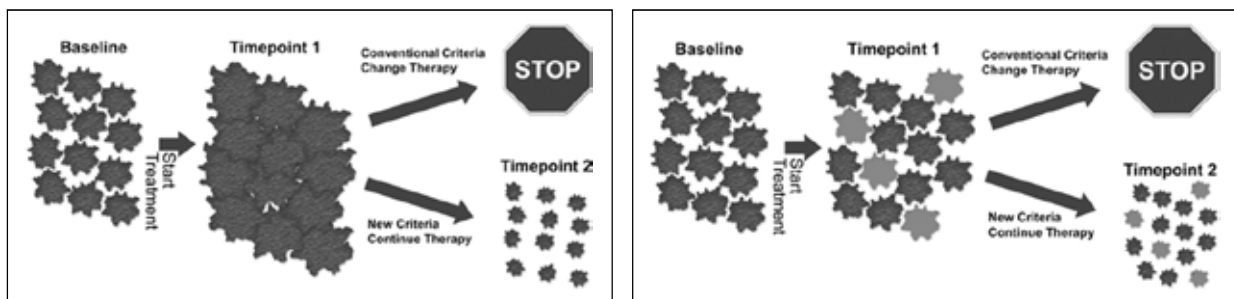 Baseline
Timepoint 1
Conventional Criteria
Change Therapy
STOP
Start
Treatment
Timepoint 2
New Criteria
Continue Therapy
Baseline
Timepoint 1
Conventional Criteria
Change Therapy
STOP
Start
Treatment
Timepoint 2
New Criteria
Continue Therapy